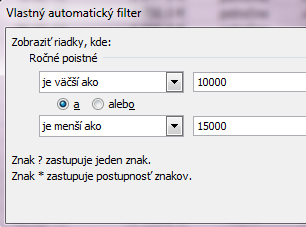 Vlastný automatický filter
Zobraziť riadky, kde:
Ročné poistné
je väčší ako 10000
a alebo
je menší ako 15000
Znak ? zastupuje jeden znak.
Znak * zastupuje postupnosť znakov.